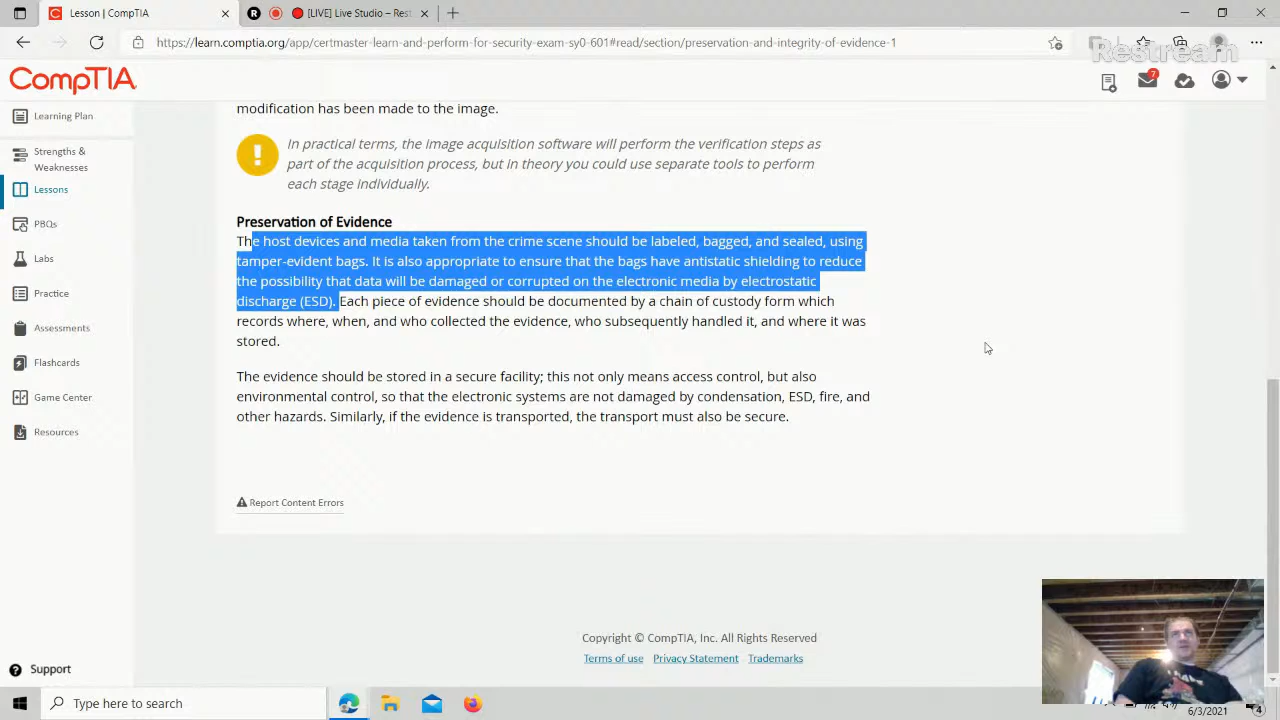 Lesson | CompTIA
[LIVE] Live Studio – Rest
https://learn.comptia.org/app/certmaster-learn-and-perform-for-security-exam-sy0-601#read/section/preservation-and-integrity-of-evidence-1
Restream
CompTIA.
7
Learning Plan
Strengths &
Weaknesses
Lessons
PBQs
Labs
Practice
Assessments
Flashcards
Game Center
Resources
Support
modification has been made to the image.
In practical terms, the image acquisition software will perform the verification steps as
part of the acquisition process, but in theory you could use separate tools to perform
each stage individually.
Preservation of Evidence
The host devices and media taken from the crime scene should be labeled, bagged, and sealed, using
tamper-evident bags. It is also appropriate to ensure that the bags have antistatic shielding to reduce
the possibility that data will be damaged or corrupted on the electronic media by electrostatic
discharge (ESD). Each piece of evidence should be documented by a chain of custody form which
records where, when, and who collected the evidence, who subsequently handled it, and where it was
stored.
The evidence should be stored in a secure facility; this not only means access control, but also
environmental control, so that the electronic systems are not damaged by condensation, ESD, fire, and
other hazards. Similarly, if the evidence is transported, the transport must also be secure.
Report Content Errors
Copyright © CompTIA, Inc. All Rights Reserved
Terms of use
Privacy Statement
Trademarks
Type here to search
6/3/2021
4